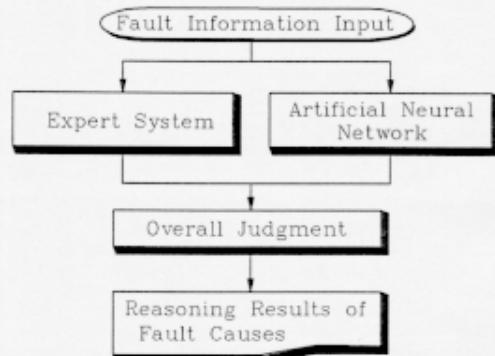 Fault Information Input
Expert System
Artificial Neural
Network
Overall Judgment
Reasoning Results of
Fault Causes